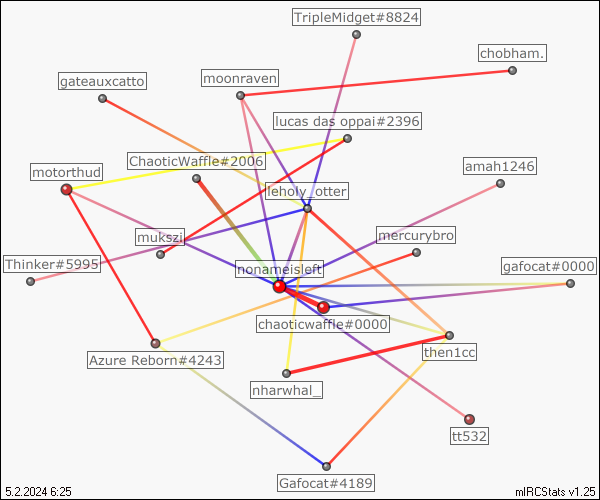 TripleMidget#8824
chobham.
moonraven
gateauxcatto
lucas das oppai#2396
ChaoticWaffle#2006
amah1246
motorthud
leholy_otter
mercurybro
mukszi
Thinker#5995
gafocat#0000
nonameisleft
chaoticwaffle#0000
then1cc
Azure Reborn#4243
nharwhal_
tt532
Gafocat#4189
5.2.2024 6:25
mIRCStats v1.25